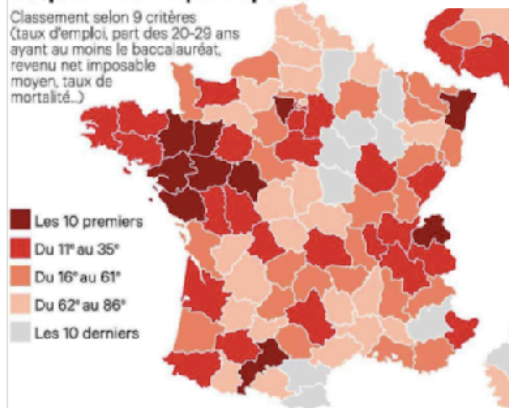 Classement selon 9 critères
(taux d'emploi, part des 20-29 ans
ayant au moins le baccalauréat,
revenu net imposable
moyen, taux de
mortalité...)
Les 10 premiers
Du 11ᵉ au 35ᵉ
Du 16ᵉ au 61ᵉ
Du 62ᵉ au 86ᵉ
Les 10 derniers